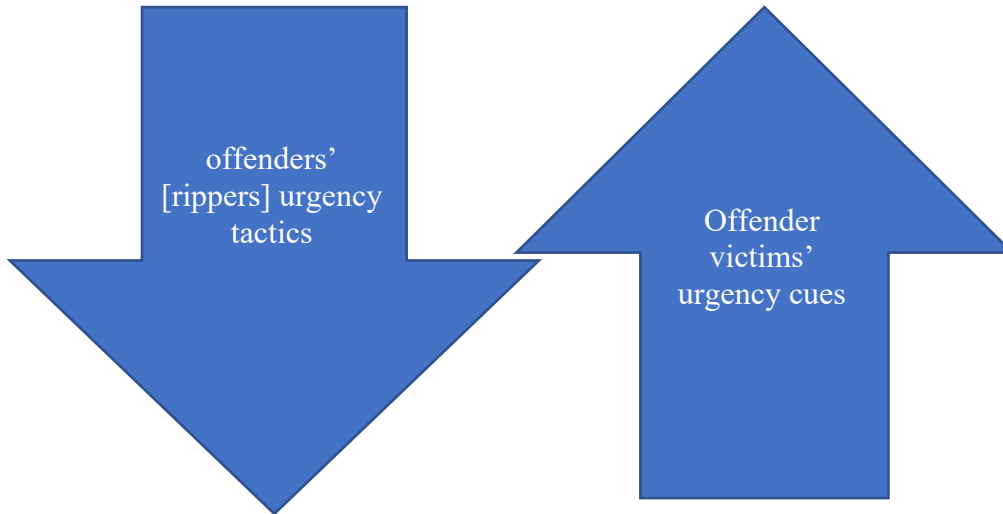 offenders’
[rippers] urgency
tactics
Offender
victims’
urgency cues